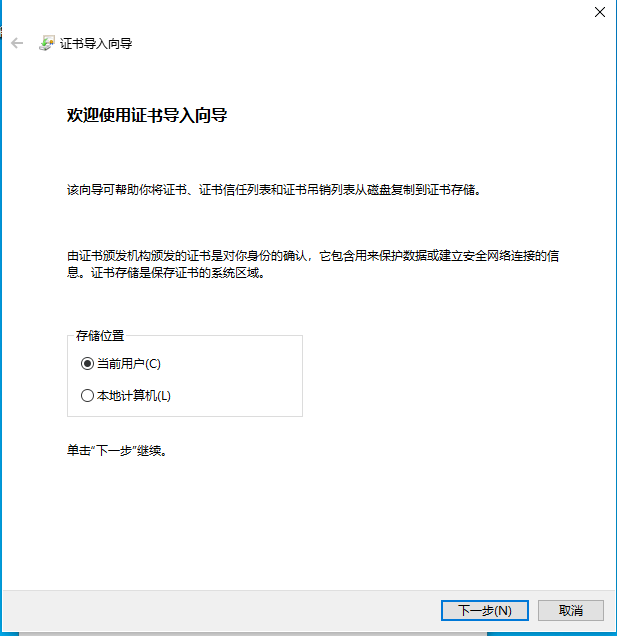 证书导入向导
欢迎使用证书导入向导
该向导可帮助你将证书、证书信任列表和证书吊销列表从磁盘复制到证书存储。
由证书颁发机构颁发的证书是对你身份的确认，它包含用来保护数据或建立安全网络连接的信
息。证书存储是保存证书的系统区域。
存储位置
当前用户(C)
本地计算机(L)
单击“下一步”继续。
下一步(N)
取消